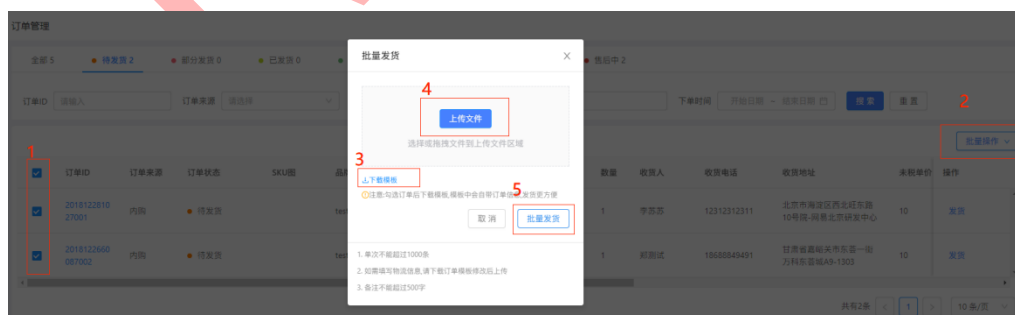 订单管理
全部 5 待发货 2 部分发货 0 已发货 0 售后中 2
订单ID 请输入 订单来源 请选择 下单时间 开始日期 ~ 结束日期 搜索 重置
2
批量操作
1
订单ID 订单来源 订单状态 SKU图 品牌 数量 收货人 收货电话 收货地址 未税单价 操作
2018122810
27001
内购 待发货 test 1 李苏苏 12312312311
北京市海淀区西北旺东路
10号院-网易北京研发中心
10 发货
2018122660
087002
内购 待发货 test 1 郑测试 18688849491
甘肃省嘉峪关市东亚一街
万科东荟城A9-1303
10 发货
共有2条 < 1 > 10 条/页
批量发货
4
上传文件
选择或拖拽文件到上传文件区域
3
下载模板
注意:勾选订单后下载模板,模板中会自带订单信息,发货更方便
5
取消 批量发货
1. 单次不能超过1000条
2. 如需填写物流信息,请下载订单模板修改后上传
3. 备注不能超过500字